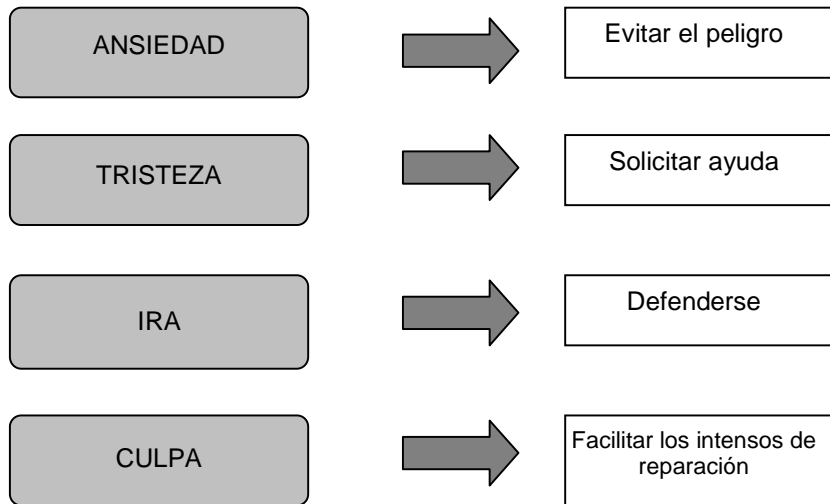 ANSIEDAD
Evitar el peligro
TRISTEZA
Solicitar ayuda
IRA
Defenderse
CULPA
Facilitar los intensos de
reparación